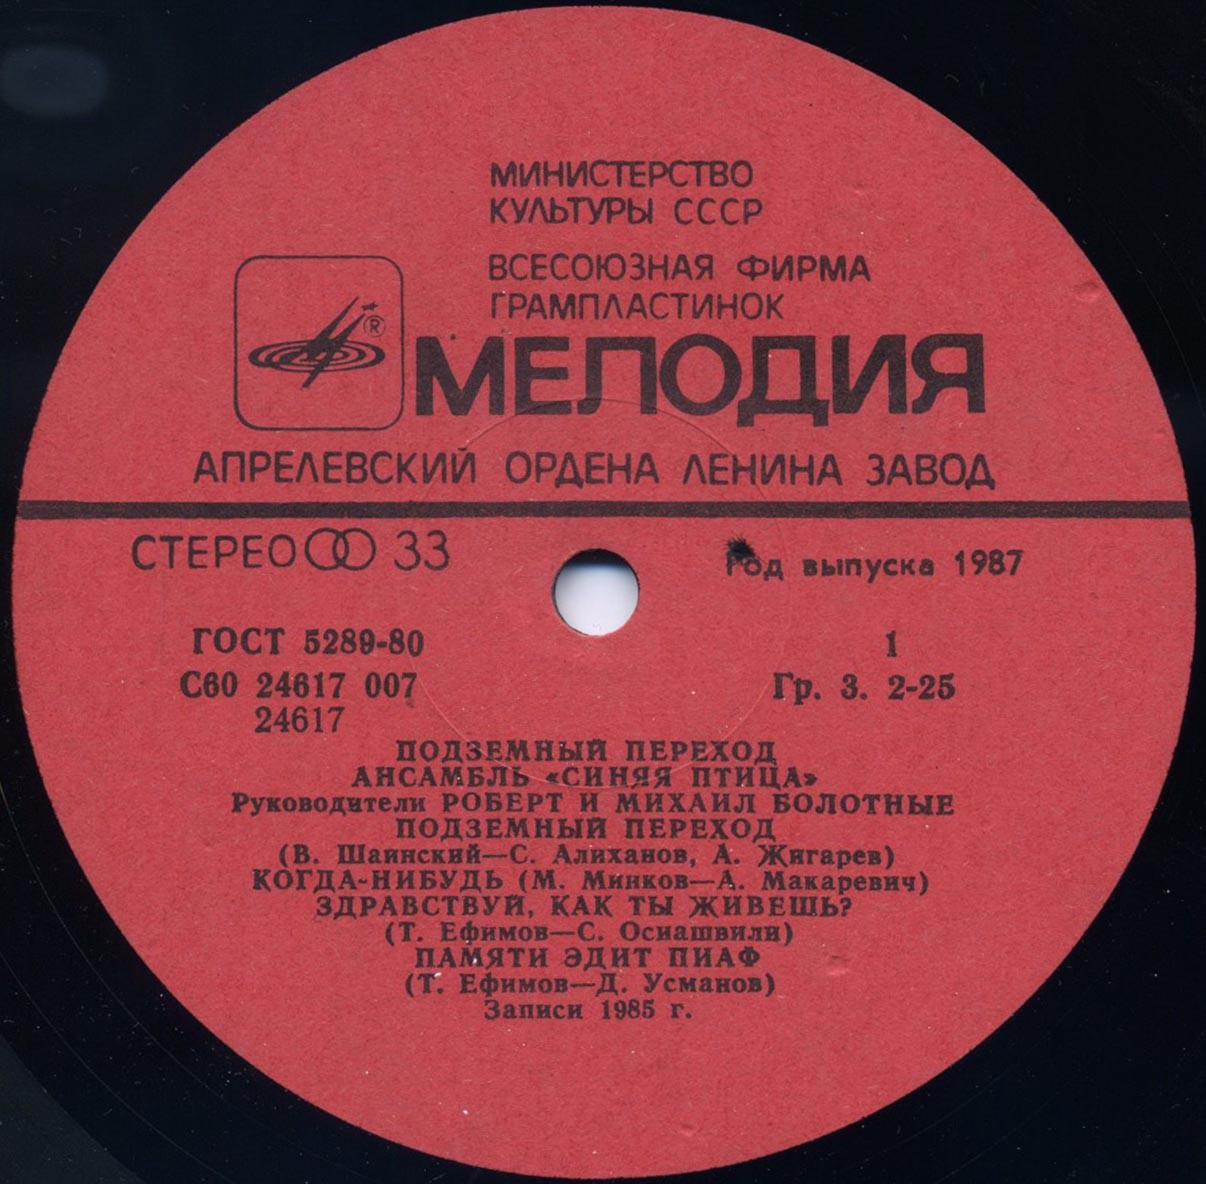 МИНИСТЕРСТВО
КУЛЬТУРЫ СССР
ВСЕСОЮЗНАЯ ФИРМА
ГРАМПЛАСТИНОК
®
МЕЛОДИЯ
АПРЕЛЕВСКИЙ ОРДЕНА ЛЕНИНА ЗАВОД
СТЕРЕО 33
Год выпуска 1987
ГОСТ 5289-80
1
С60 24617 007
Гр. 3. 2-25
24617
ПОДЗЕМНЫЙ ПЕРЕХОД
АНСАМБЛЬ «СИНЯЯ ПТИЦА»
Руководители РОБЕРТ И МИХАИЛ БОЛОТНЫЕ
ПОДЗЕМНЫЙ ПЕРЕХОД
(В. Шаинский—С. Алиханов, А. Жигарев)
КОГДА-НИБУДЬ (М. Минков—А. Макаревич)
ЗДРАВСТВУЙ, КАК ТЫ ЖИВЕШЬ?
(Т. Ефимов—С. Осиашвили)
ПАМЯТИ ЭДИТ ПИАФ
(Т. Ефимов—Д. Усманов)
Записи 1985 г.